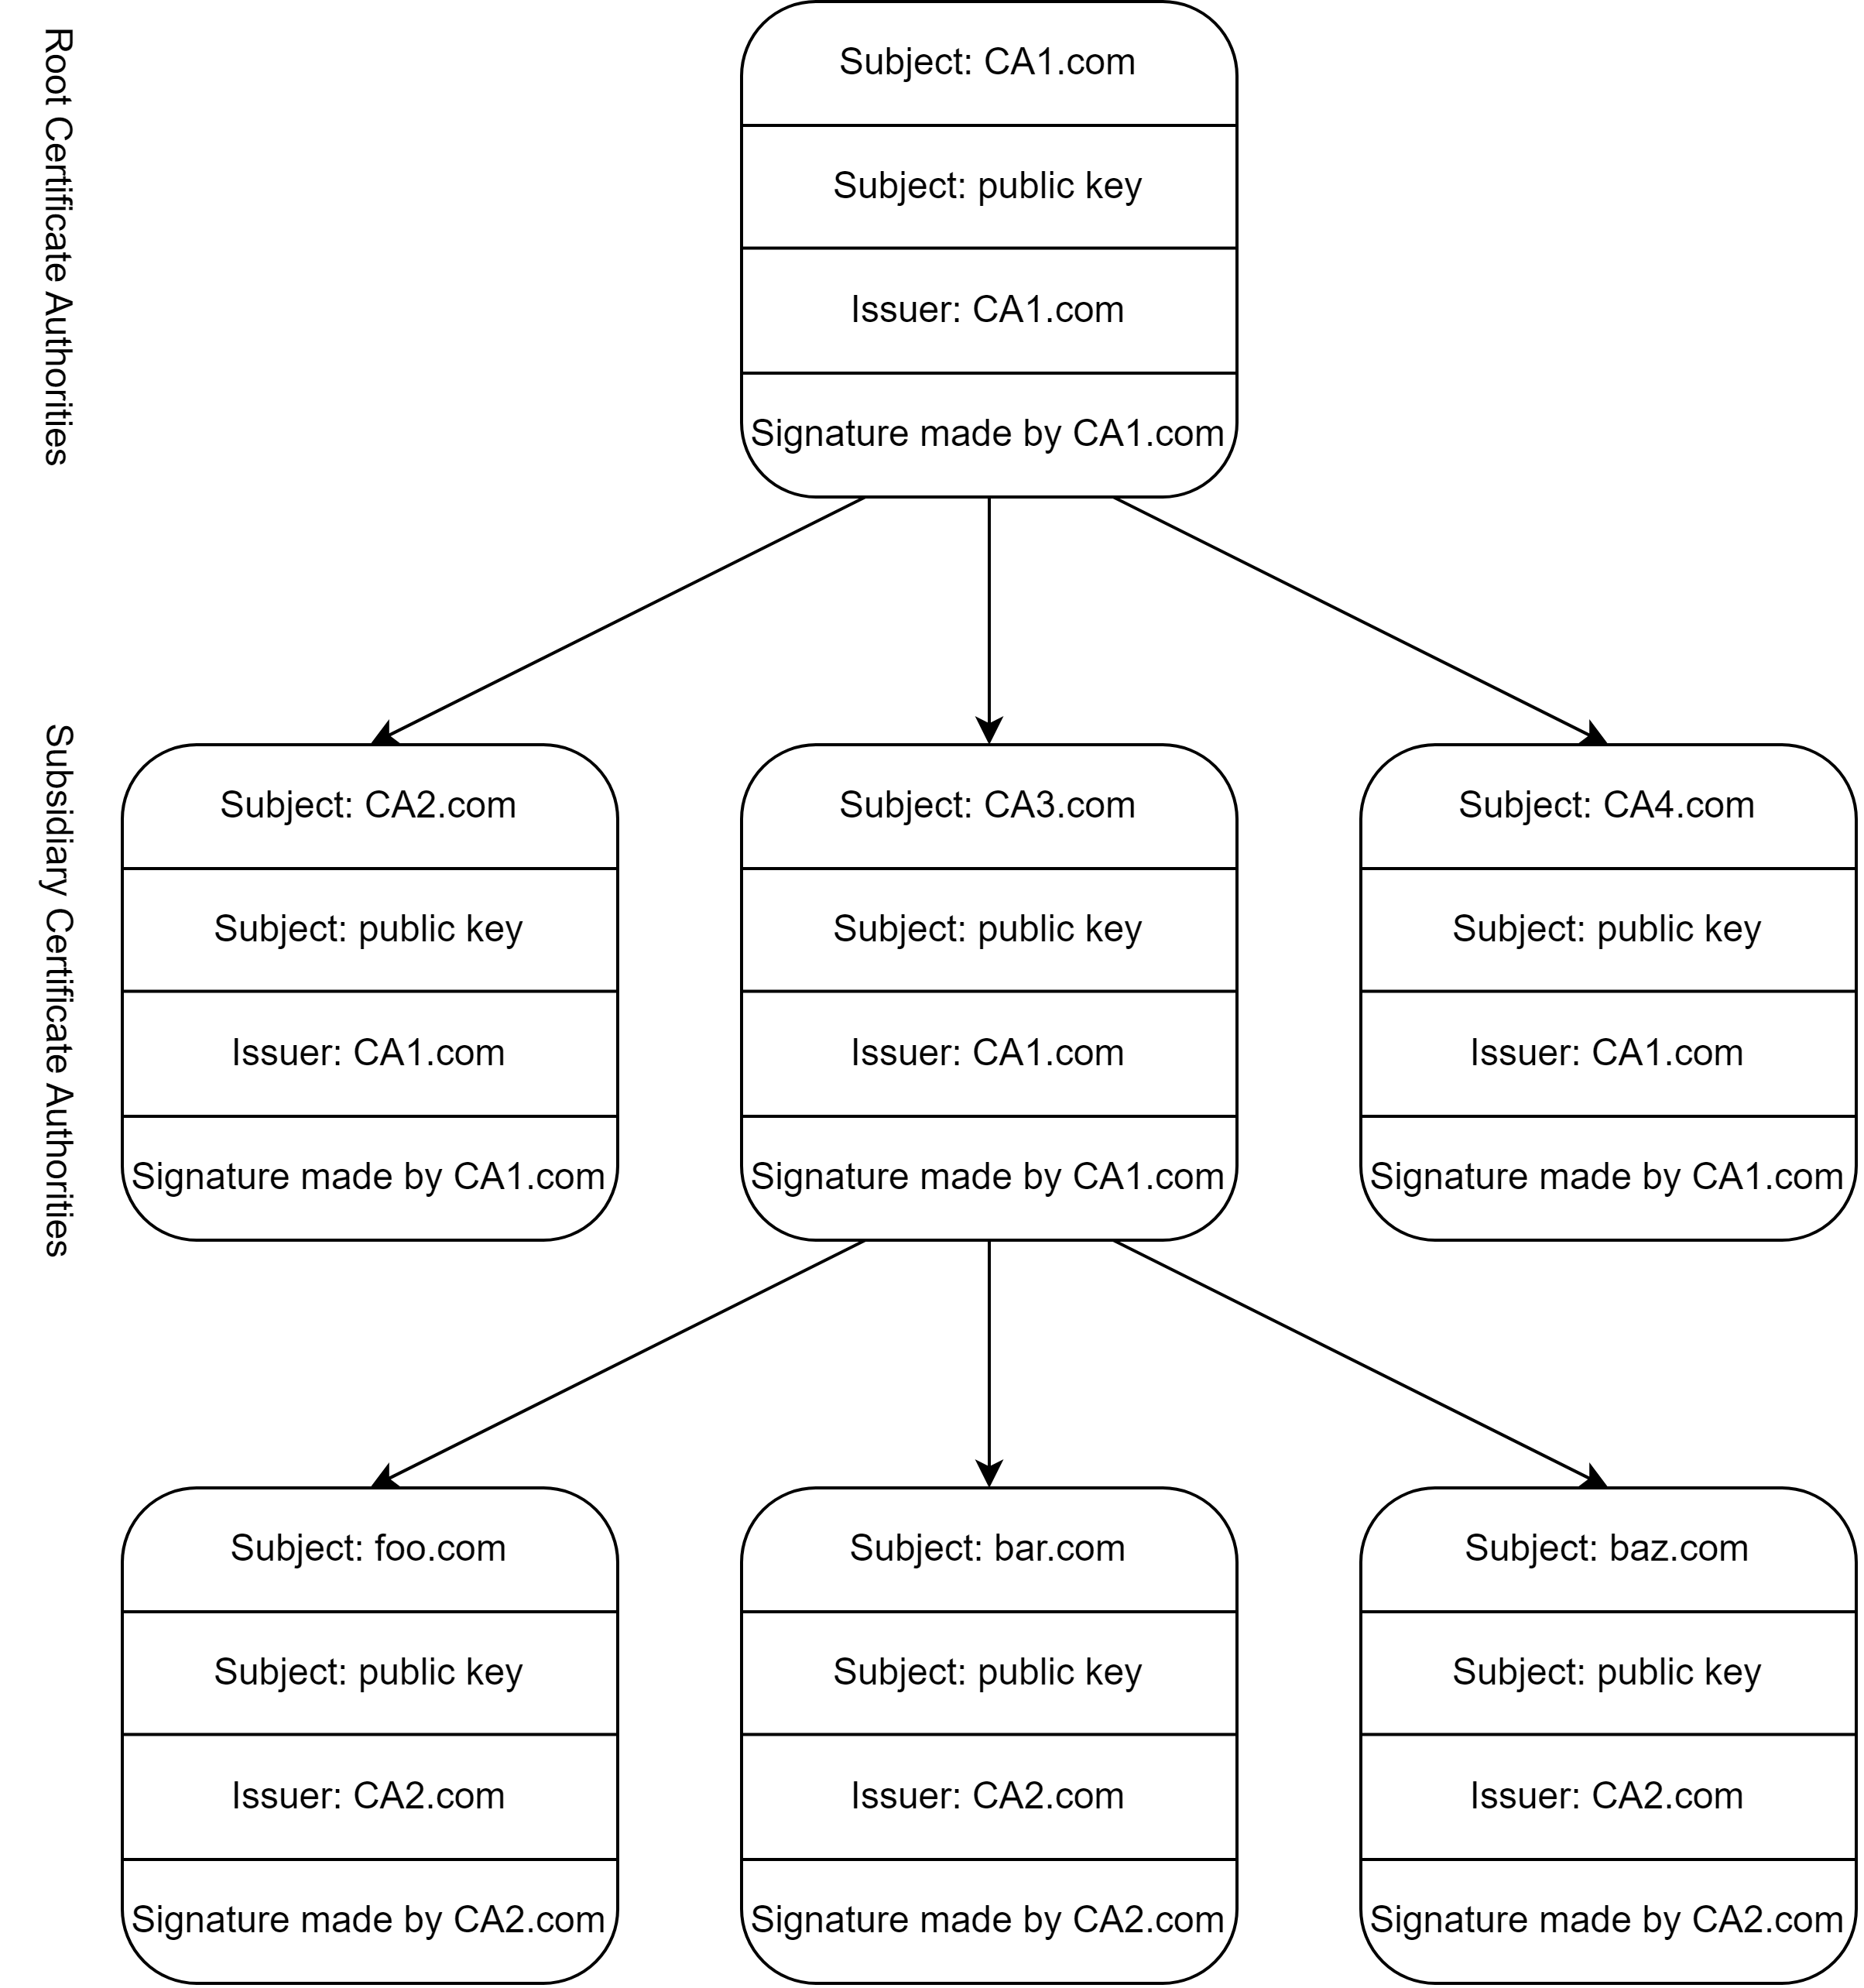 Root Certificate Authorities
Subject: CA1.com
Subject: public key
Issuer: CA1.com
Signature made by CA1.com
Subsidiary Certificate Authorities
Subject: CA2.com
Subject: public key
Issuer: CA1.com
Signature made by CA1.com
Subject: CA3.com
Subject: public key
Issuer: CA1.com
Signature made by CA1.com
Subject: CA4.com
Subject: public key
Issuer: CA1.com
Signature made by CA1.com
Subject: foo.com
Subject: public key
Issuer: CA2.com
Signature made by CA2.com
Subject: bar.com
Subject: public key
Issuer: CA2.com
Signature made by CA2.com
Subject: baz.com
Subject: public key
Issuer: CA2.com
Signature made by CA2.com